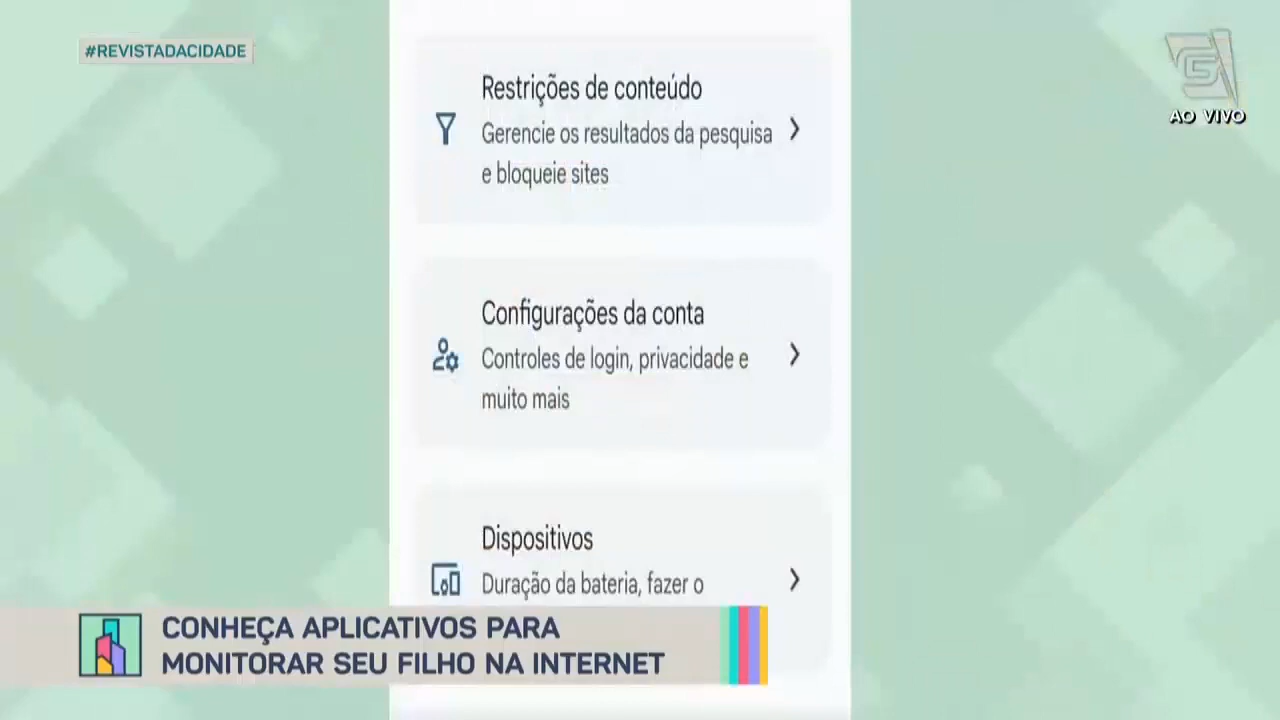 #REVISTADACIDADE
AO VIVO
Restrições de conteúdo
Gerencie os resultados da pesquisa
e bloqueie sites
Configurações da conta
Controles de login, privacidade e
muito mais
Dispositivos
Duração da bateria, fazer o
CONHEÇA APLICATIVOS PARA
MONITORAR SEU FILHO NA INTERNET